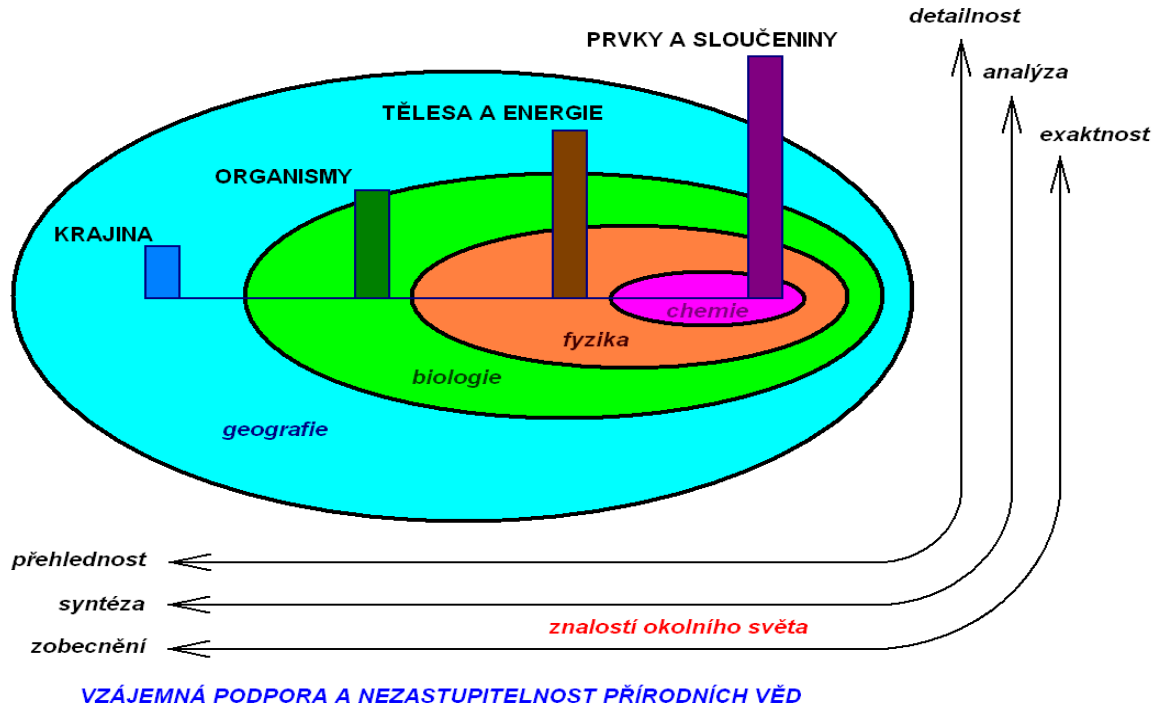 detailnost
PRVKY A SLOUČENINY
analýza
TĚLESA A ENERGIE
exaktnost
ORGANISMY
KRAJINA
chemie
fyzika
biologie
geografie
přehlednost
syntéza
znalostí okolního světa
zobecnění
VZÁJEMNÁ PODPORA A NEZASTUPITELNOST PŘÍRODNÍCH VĚD